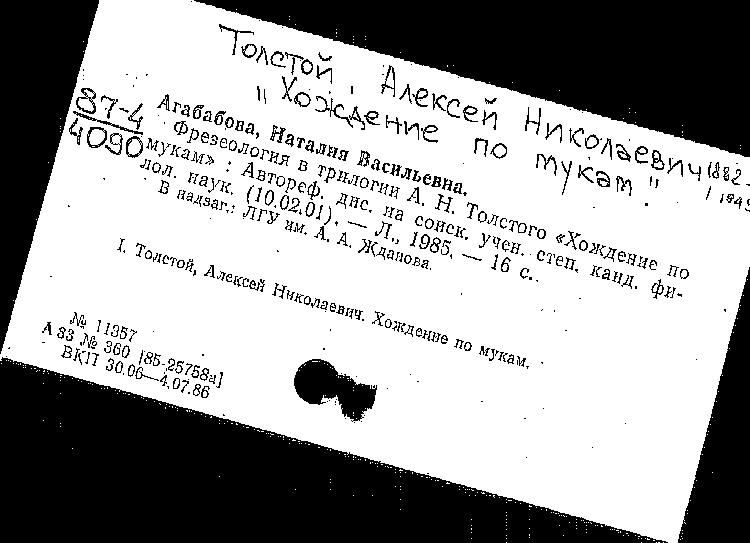 Толстой, Алексей Николаевич 1882-
"Хождение по мукам".
87-4
4090
Агабабова, Наталия Васильевна.
Фрезеология в трилогии А. Н. Толстого «Хождение по
мукам» : Автореф. дис. на соиск. учен. степ. канд. фи-
лол. наук. (10.02.01). — Л., 1985. — 16 с.
В надзаг.: ЛГУ им. А. А. Жданова.
I. Толстой, Алексей Николаевич. Хождение по мукам.
№ 11357
А 33 № 360 [85-25758а]
ВКП 30.06—4.07.86